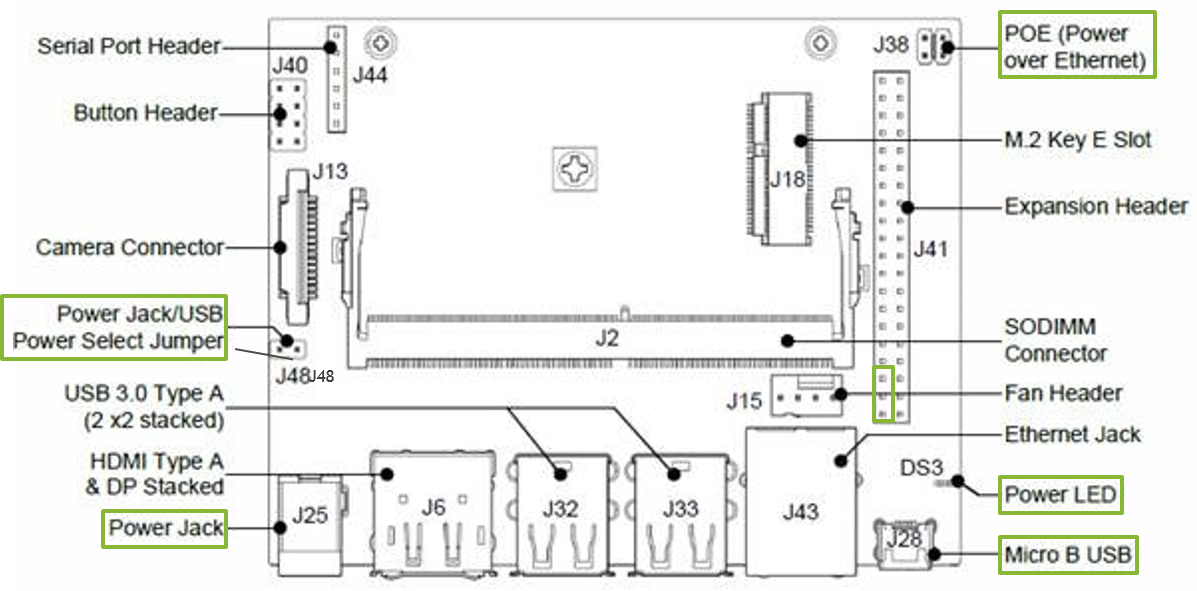 Serial Port Header
J40
J44
Button Header
J13
Camera Connector
Power Jack/USB
Power Select Jumper
J48
J48
USB 3.0 Type A
(2 x2 stacked)
HDMI Type A
& DP Stacked
Power Jack
J25
J6
J32
J33
J43
J28
J2
J15
J18
J38
J41
DS3
POE (Power
over Ethernet)
M.2 Key E Slot
Expansion Header
SODIMM
Connector
Fan Header
Ethernet Jack
Power LED
Micro B USB